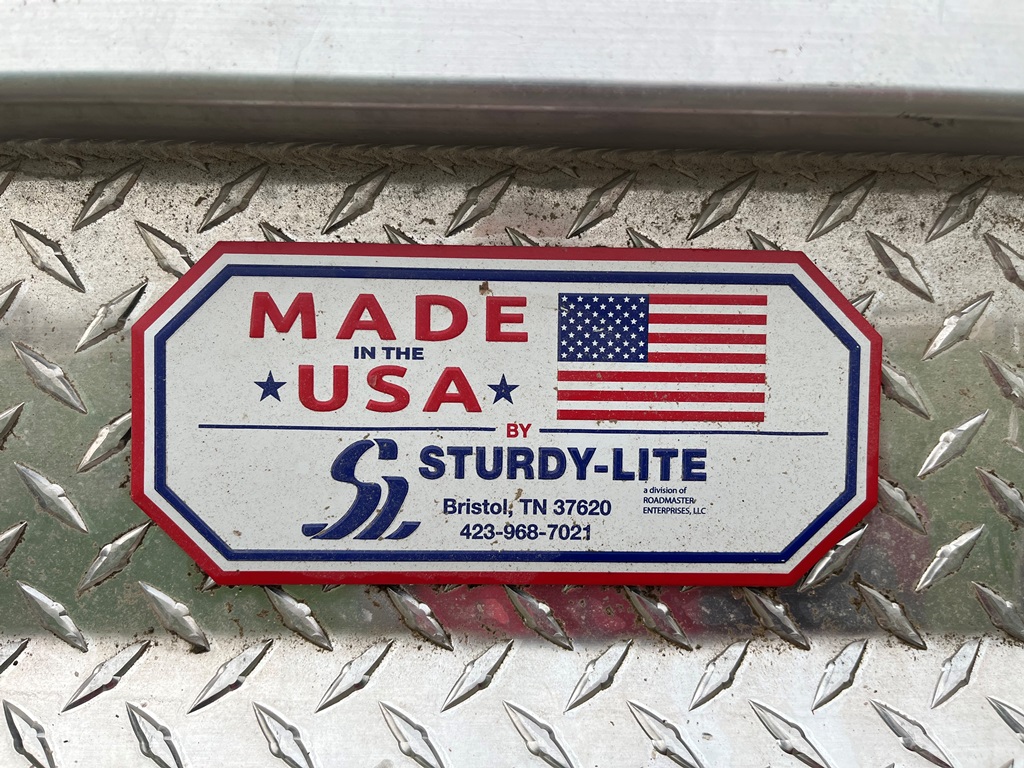 MADE
IN THE
USA
BY
SL
STURDY-LITE
a division of
ROADMASTER
ENTERPRISES, LLC
Bristol, TN 37620
423-968-7021